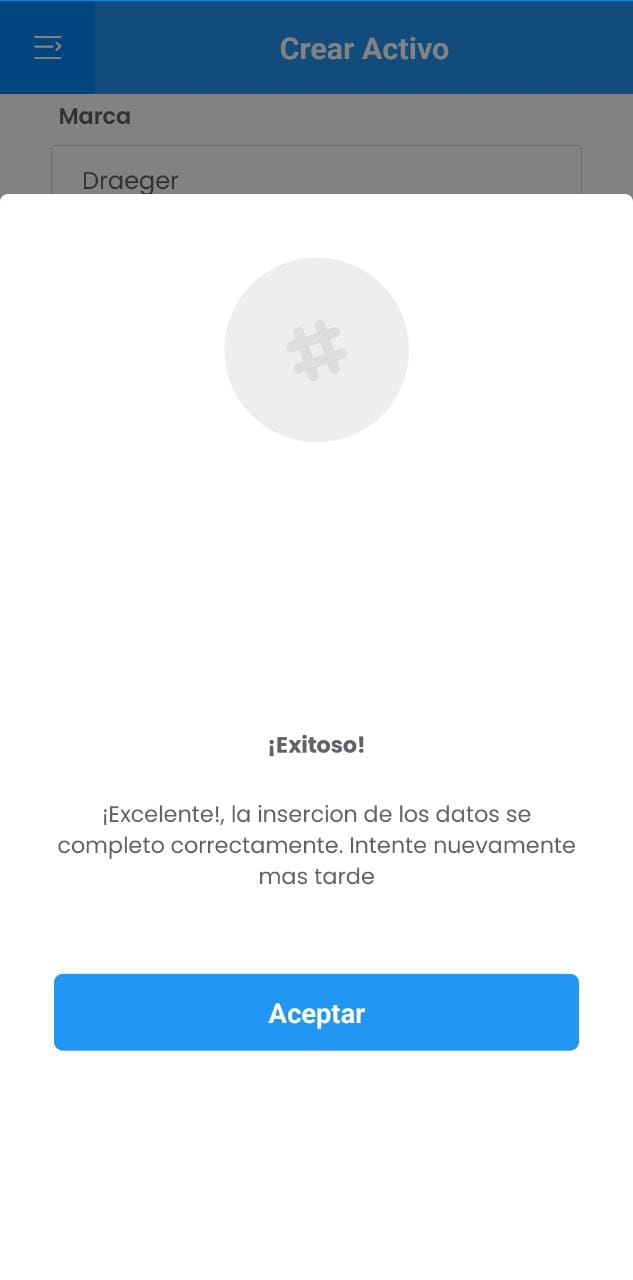 Crear Activo
Marca
Draeger
¡Exitoso!
¡Excelente!, la insercion de los datos se
completo correctamente. Intente nuevamente
mas tarde
Aceptar